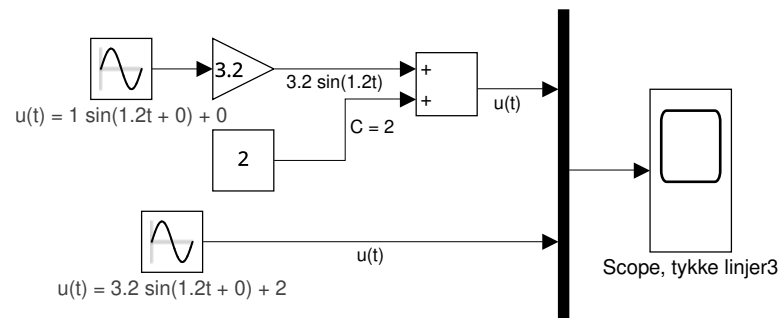 3.2
+
3.2 sin(1.2t)
+
u(t)
u(t) = 1 sin(1.2t + 0) + 0
C = 2
2
u(t)
u(t) = 3.2 sin(1.2t + 0) + 2
Scope, tykke linjer3